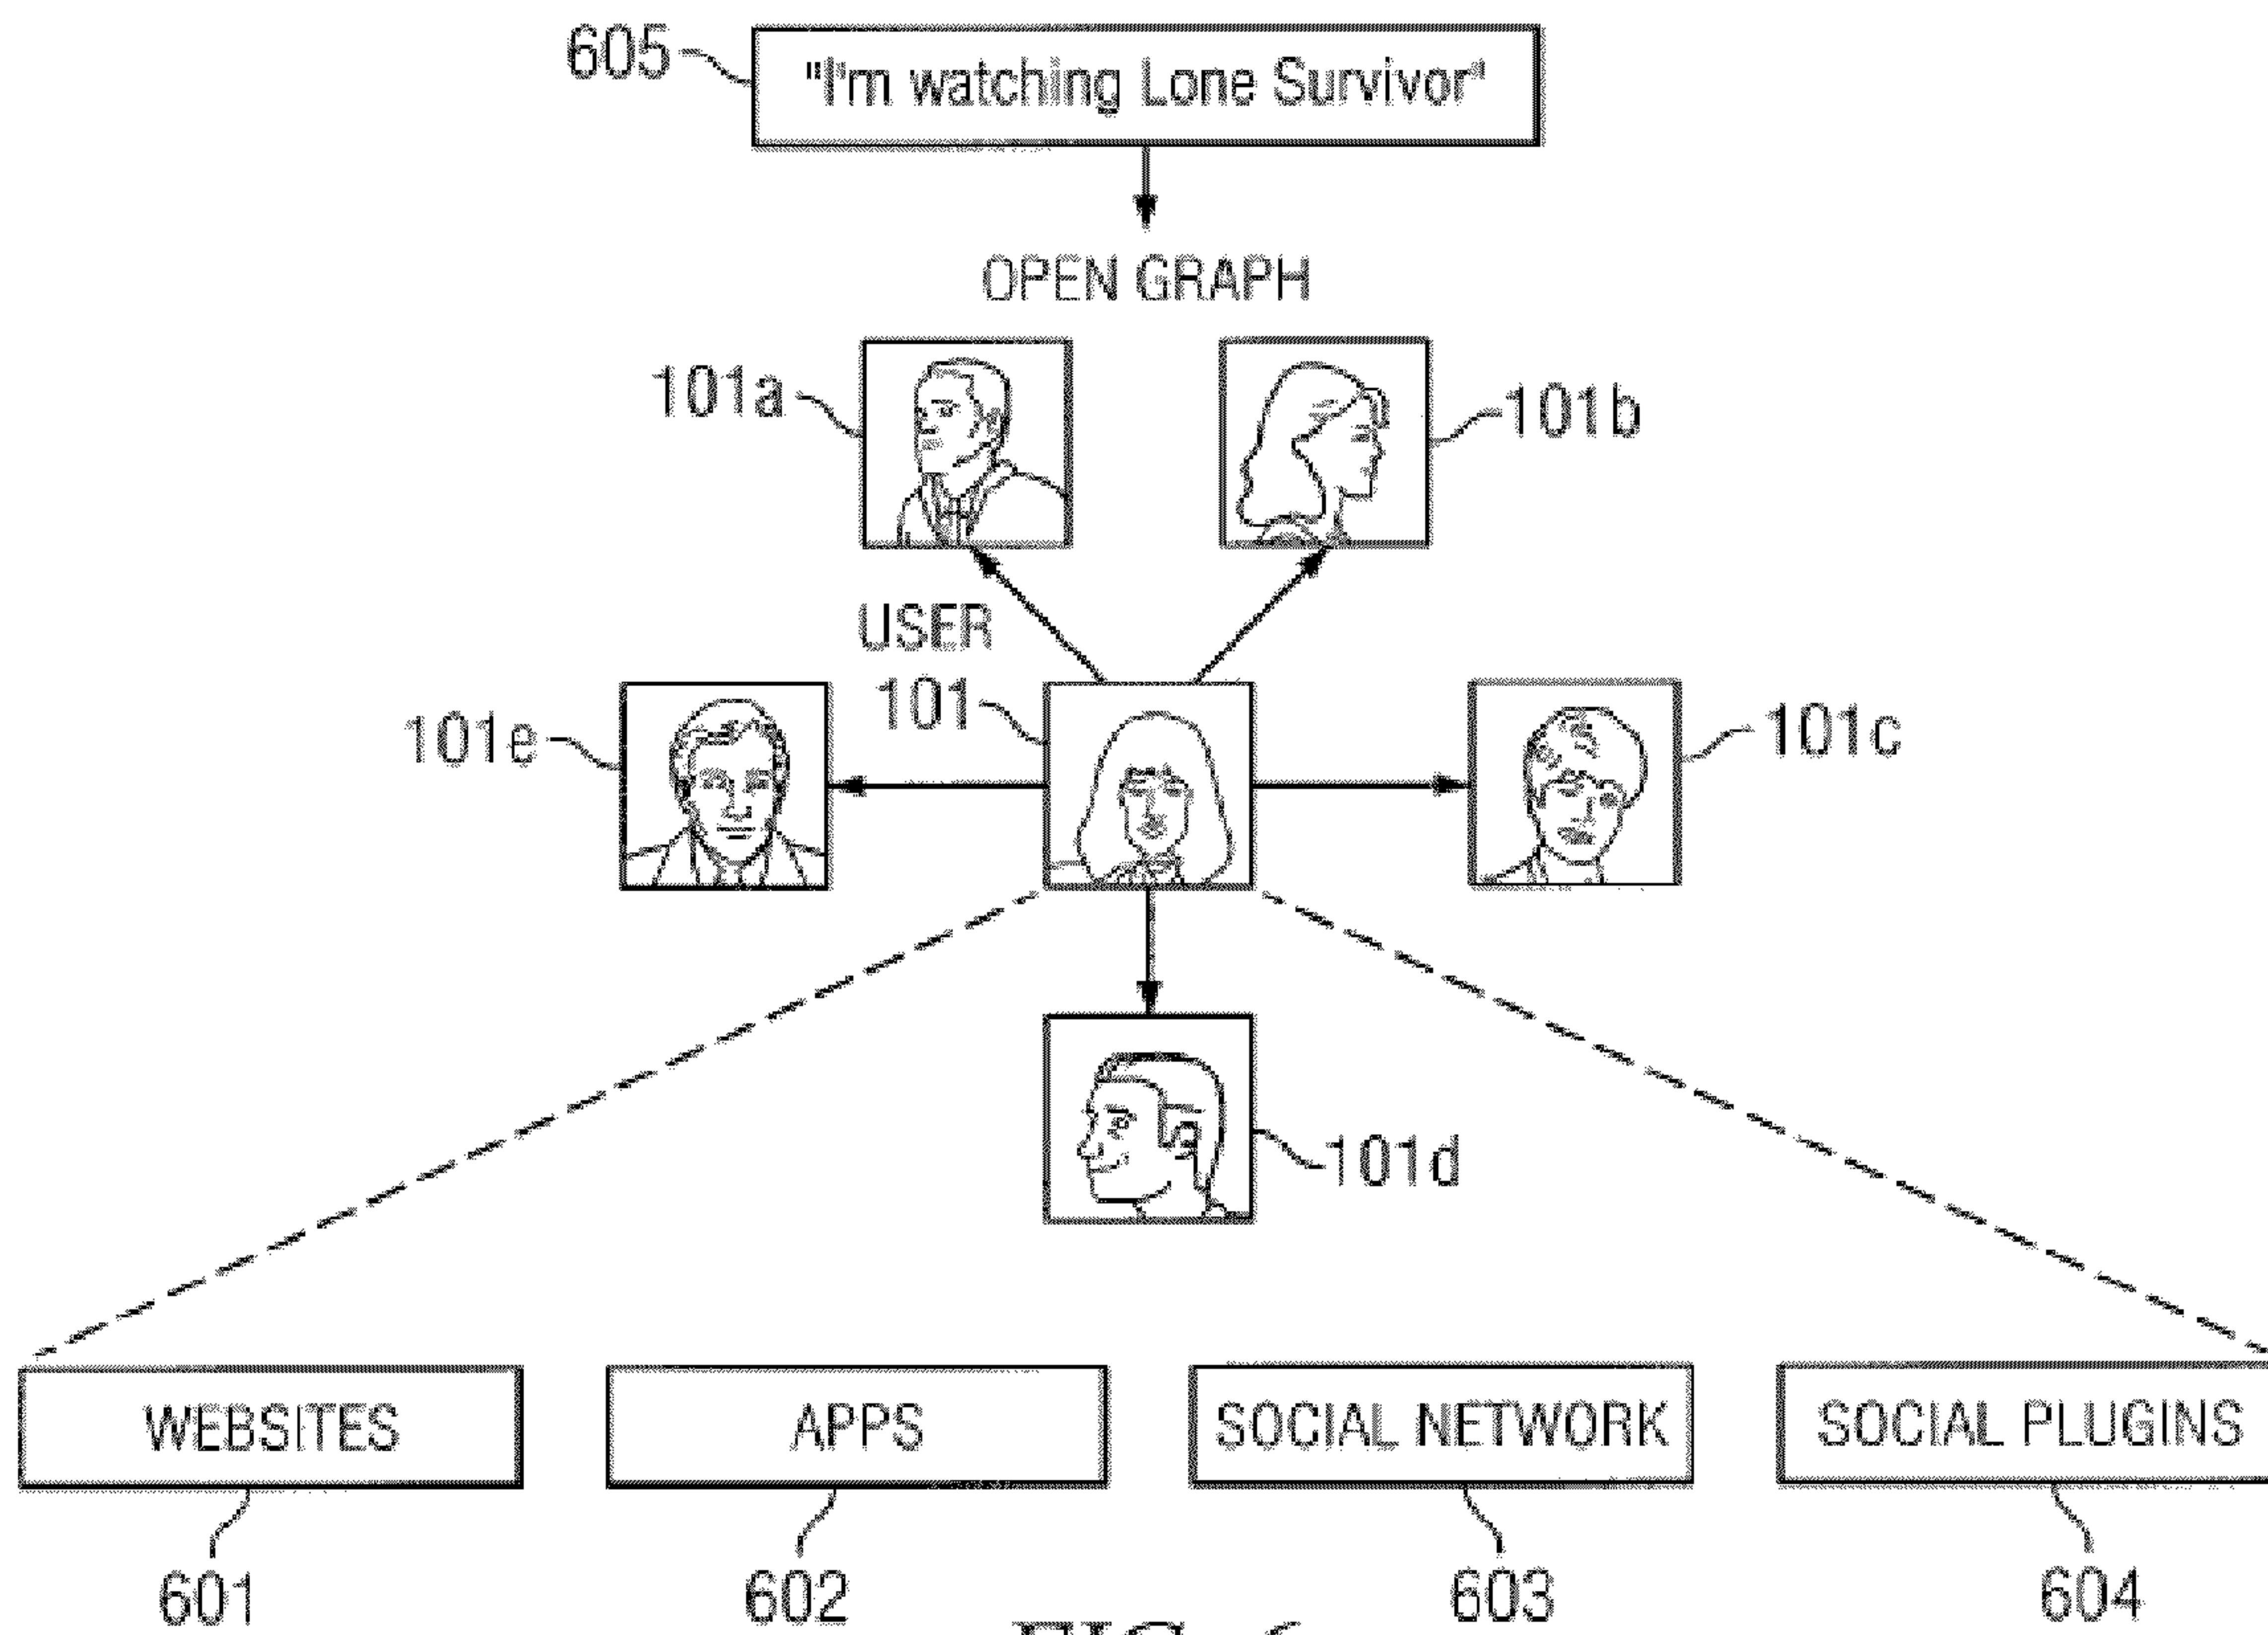 605
"I'm watching Lone Survivor"
OPEN GRAPH
101a
101b
USER
101
101e
101c
101d
WEBSITES
APPS
SOCIAL NETWORK
SOCIAL PLUGINS
601
602
603
604